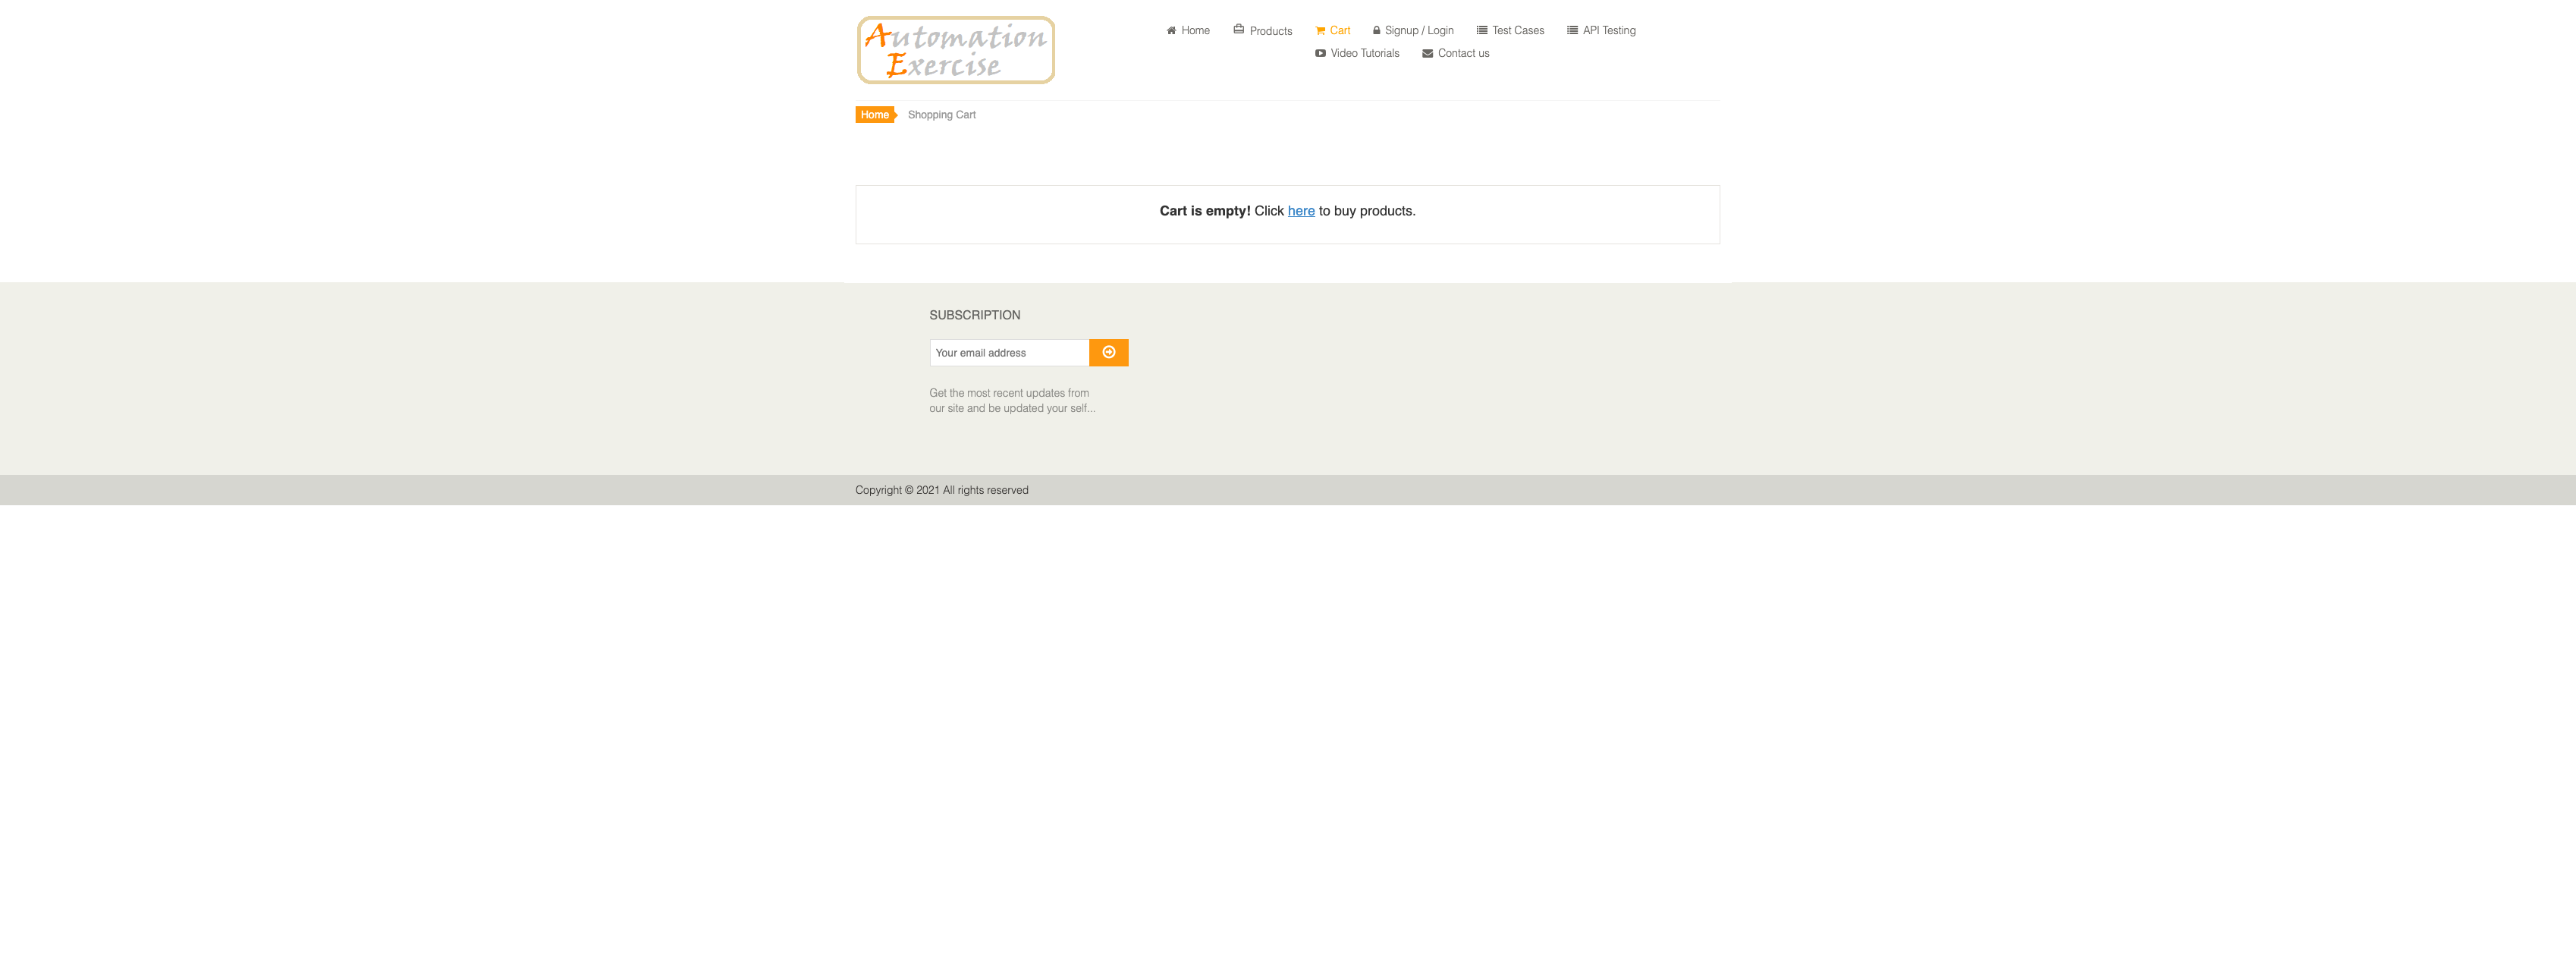 Automation
Exercise
Home Products Cart Signup / Login Test Cases API Testing
Video Tutorials Contact us
Home Shopping Cart
Cart is empty! Click here to buy products.
SUBSCRIPTION
Your email address
Get the most recent updates from
our site and be updated your self...
Copyright © 2021 All rights reserved